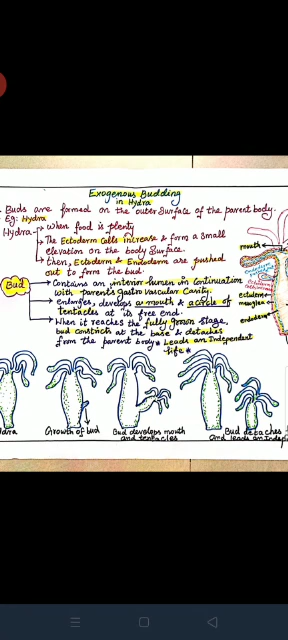 Exogenous Budding
in Hydra
Buds are formed on the outer Surface of the parent body.
Eg: Hydra
Hydra → when food is plenty
→ The Ectoderm Cells increase & form a small
elevation on the body Surface.
→ then, Ectoderm & Endoderm are pushed
out to form the bud.
Bud → Contains an interior lumen in Continuation
with parent's gastro vascular Cavity.
→ enlarges, develops a mouth & a circle of
tentacles at its free end.
→ When it reaches the fully grown stage,
bud constricts at the base & detaches
from the parent body & Leads an Independent
life
mouth
ectoderm
mesoglea
endoderm
dra
Growth of bud
Bud develops mouth
and tentacles
Bud detaches f
and leads an Indep